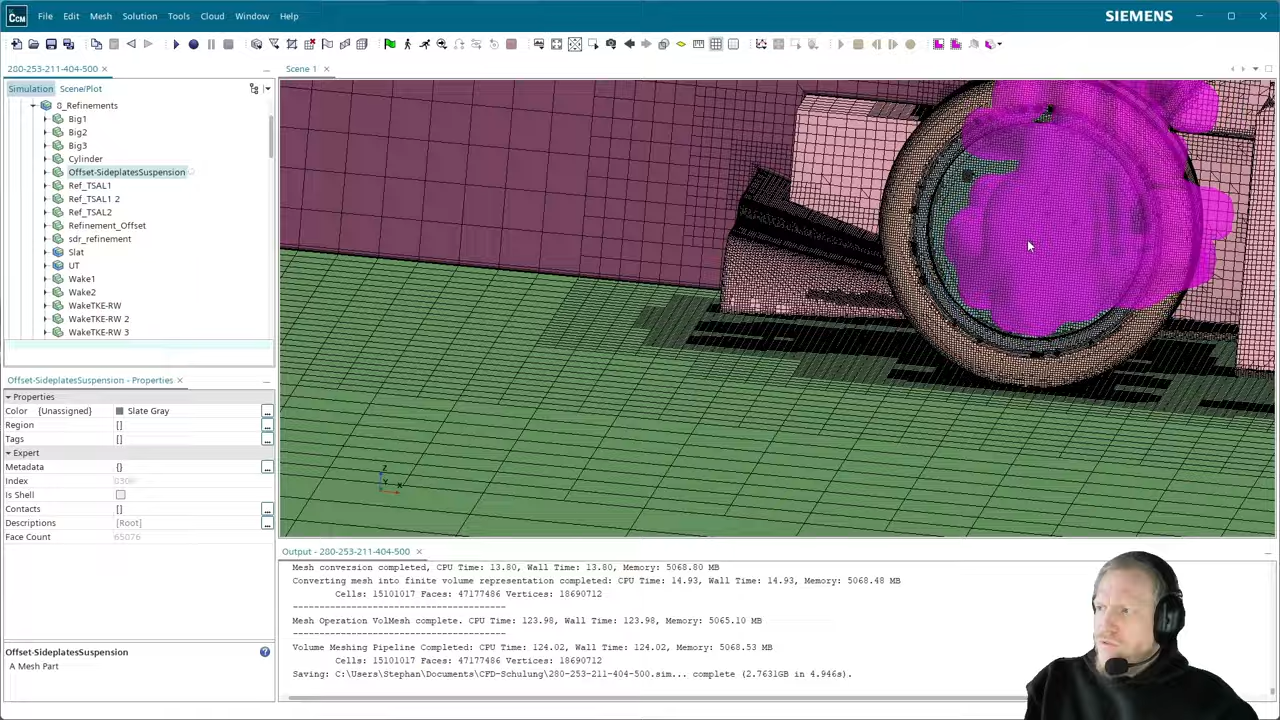 CCM
File Edit Mesh Solution Tools Cloud Window Help
SIEMENS
280-253-211-404-500
Scene 1
Simulation Scene/Plot
8_Refinements
Big1
Big2
Big3
Cylinder
Offset-SideplatesSuspension
Ref_TSAL1
Ref_TSAL1 2
Ref_TSAL2
Refinement_Offset
sdr_refinement
Slat
UT
Wake1
Wake2
WakeTKE-RW
WakeTKE-RW 2
WakeTKE-RW 3
Offset-SideplatesSuspension - Properties
Properties
Color {Unassigned} Slate Gray ...
Region [] ...
Tags [] ...
Expert
Metadata {} ...
Index
Is Shell
Contacts [] ...
Descriptions [Root] ...
Face Count 65076
Offset-SideplatesSuspension
A Mesh Part
Z
Y X
Output - 280-253-211-404-500
Mesh conversion completed, CPU Time: 13.80, Wall Time: 13.80, Memory: 5068.80 MB
Converting mesh into finite volume representation completed: CPU Time: 14.93, Wall Time: 14.93, Memory: 5068.48 MB
Cells: 15101017 Faces: 47177486 Vertices: 18690712
----------------------------------------
Mesh Operation VolMesh complete. CPU Time: 123.98, Wall Time: 123.98, Memory: 5065.10 MB
----------------------------------------
Volume Meshing Pipeline Completed: CPU Time: 124.02, Wall Time: 124.02, Memory: 5068.53 MB
Cells: 15101017 Faces: 47177486 Vertices: 18690712
Saving: C:\Users\Stephan\Documents\CFD-Schulung\280-253-211-404-500.sim... complete (2.7631GB in 4.946s).